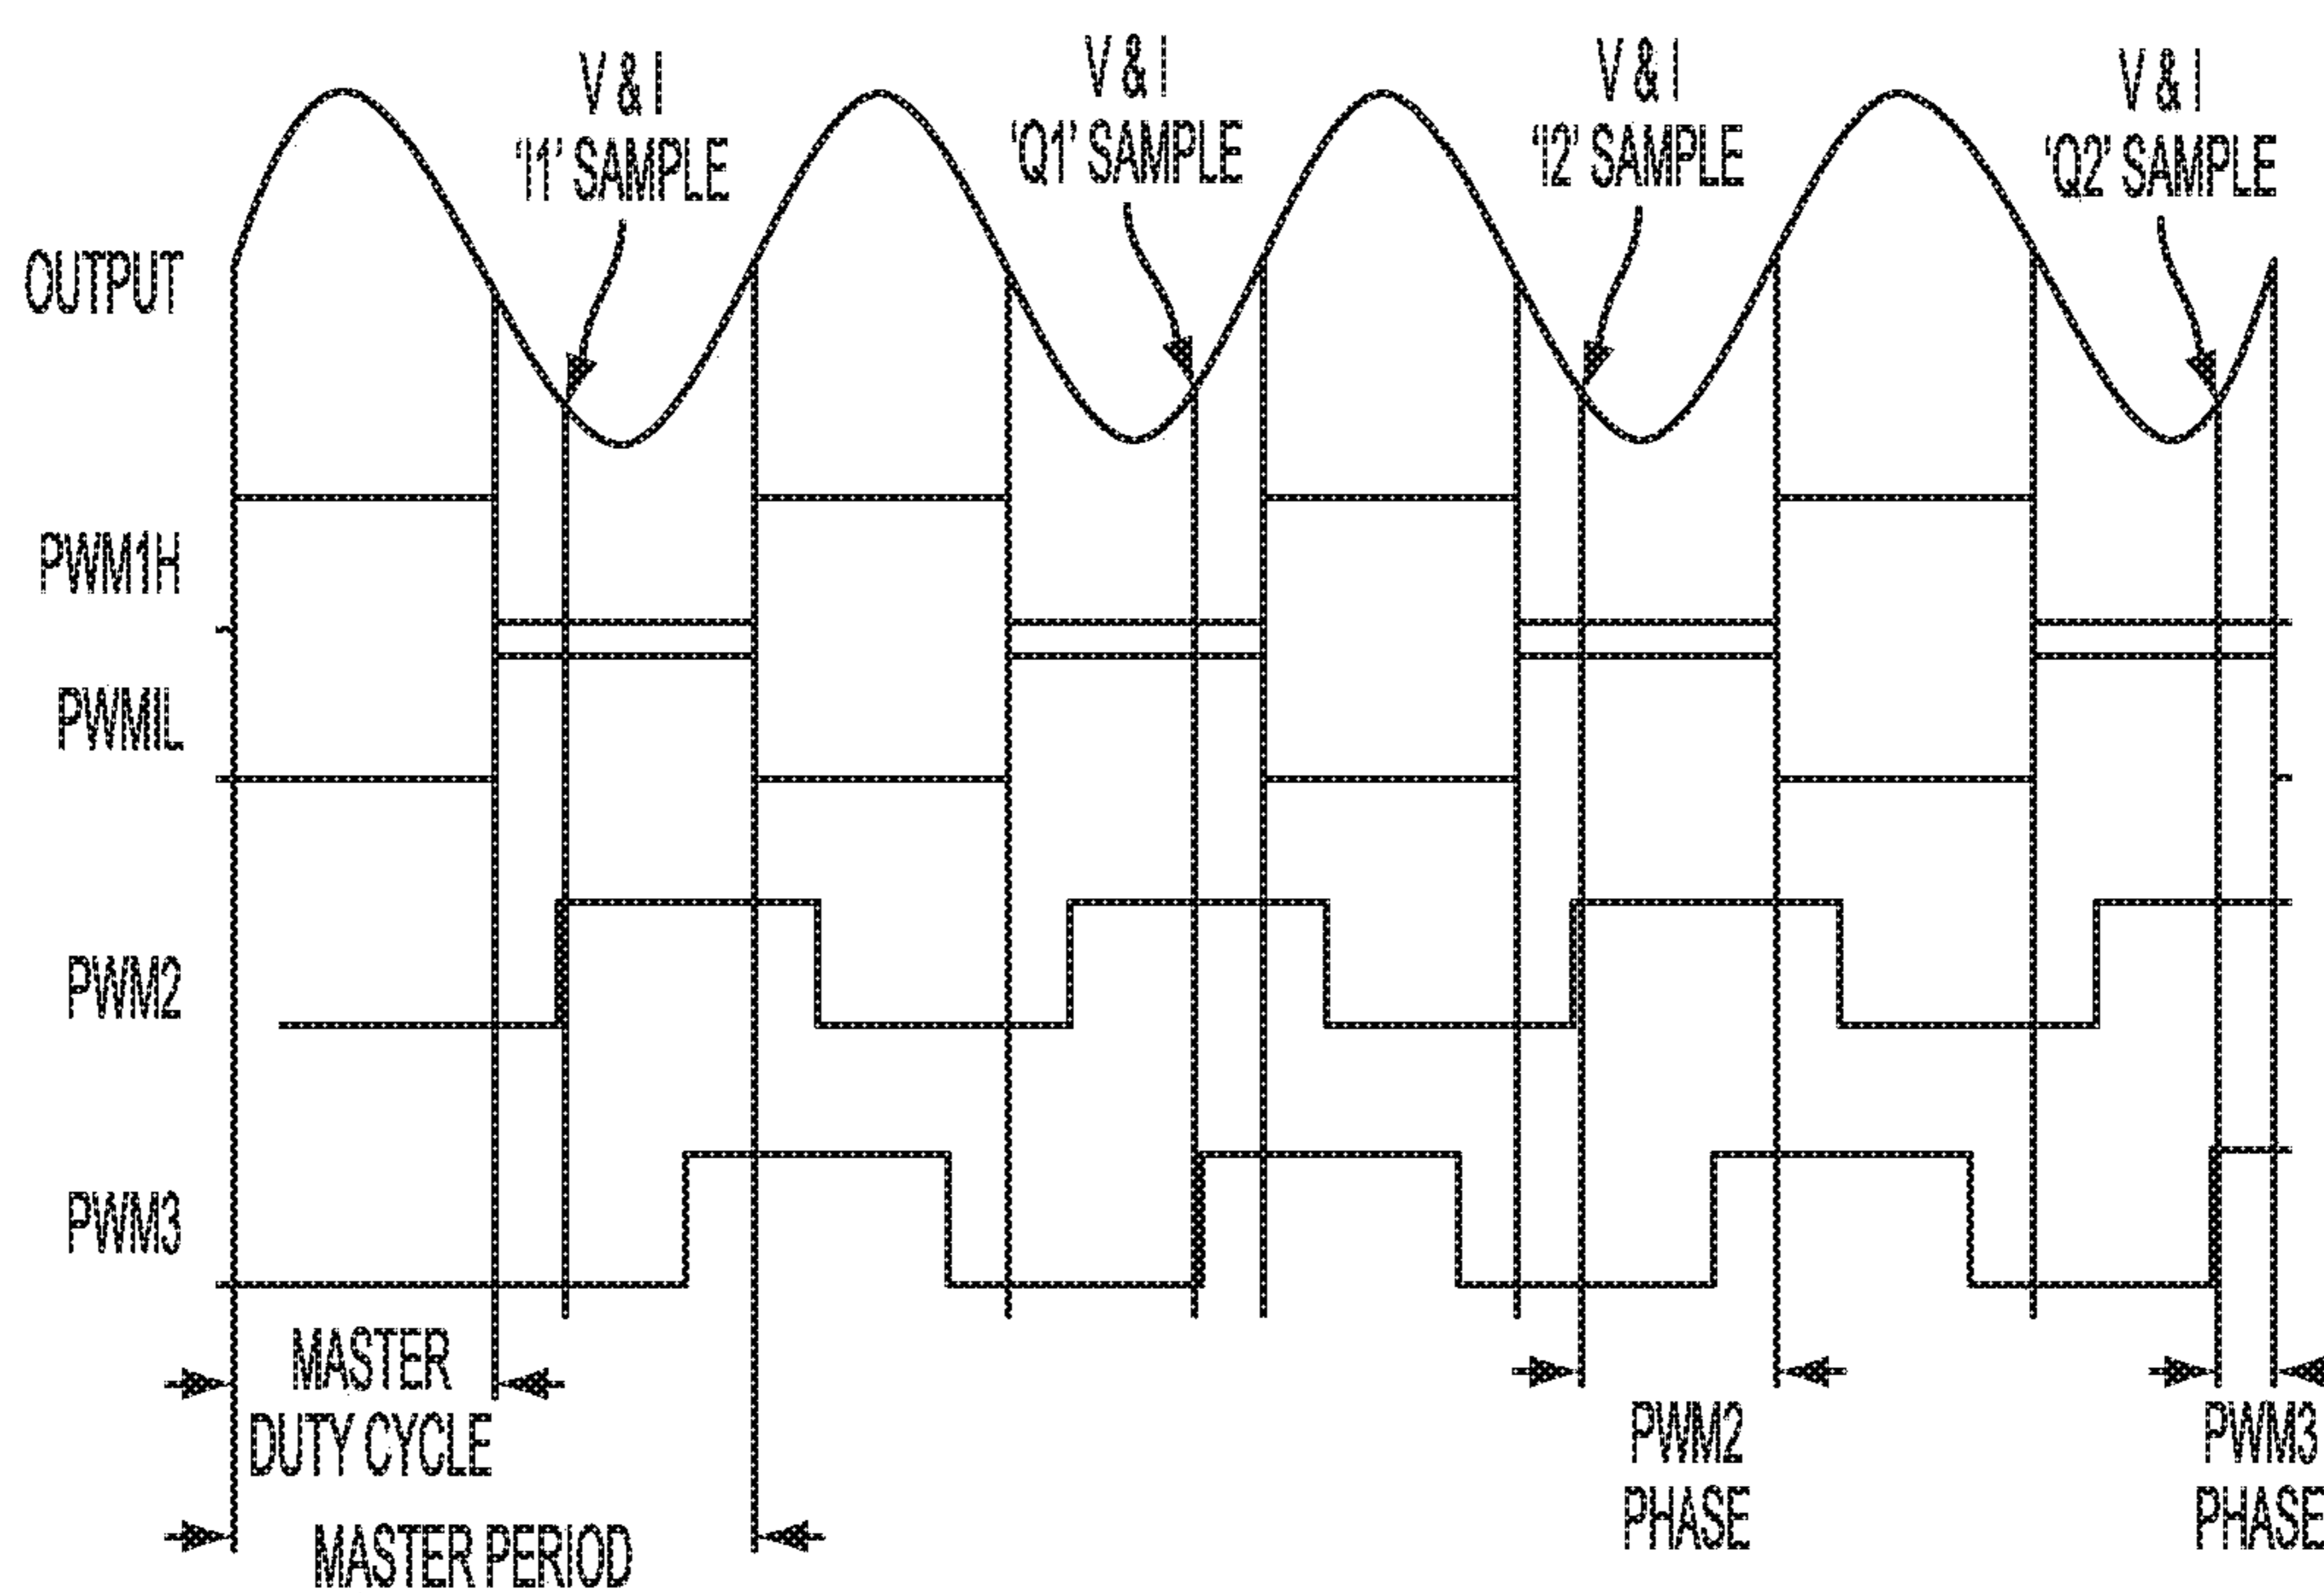 V & I
'I1' SAMPLE
V & I
'Q1' SAMPLE
V & I
'I2' SAMPLE
V & I
'Q2' SAMPLE
OUTPUT
PWM1H
PWMIL
PWM2
PWM3
MASTER
DUTY CYCLE
MASTER PERIOD
PWM2
PHASE
PWM3
PHASE